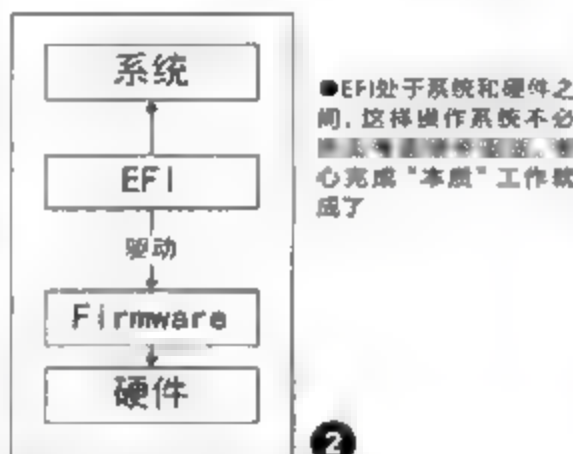 系统
EFI
驱动
Firmware
硬件
●EFI处于系统和硬件之
间，这样操作系统不必
心完成"本质"工作就
成了
2